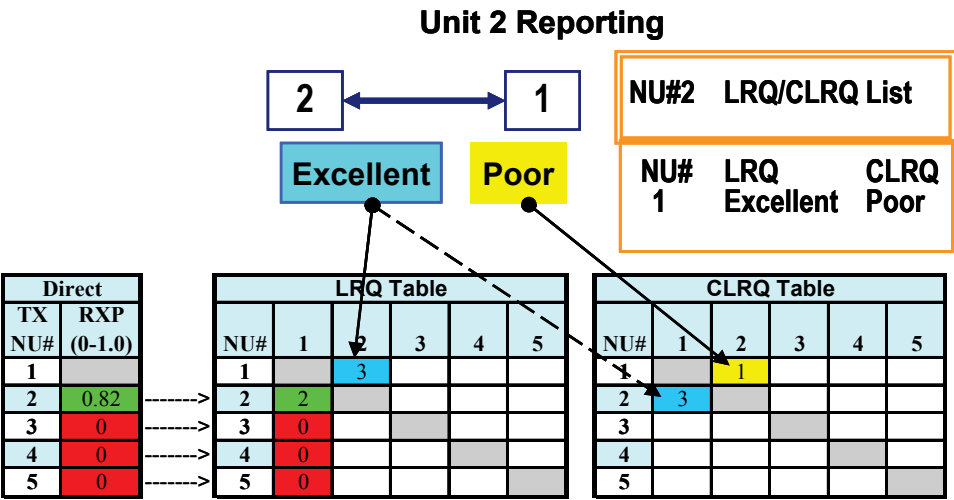 Unit 2 Reporting
2 1
NU#2 LRQ/CLRQ List
Excellent Poor
NU# LRQ CLRQ
1 Excellent Poor
Direct
TX RXP
NU# (0-1.0)
1
2 0.82 ------->
3 0 ------->
4 0 ------->
5 0 ------->
LRQ Table
NU# 1 2 3 4 5
1 3
2 2
3 0
4 0
5 0
CLRQ Table
NU# 1 2 3 4 5
1 1
2 3
3
4
5